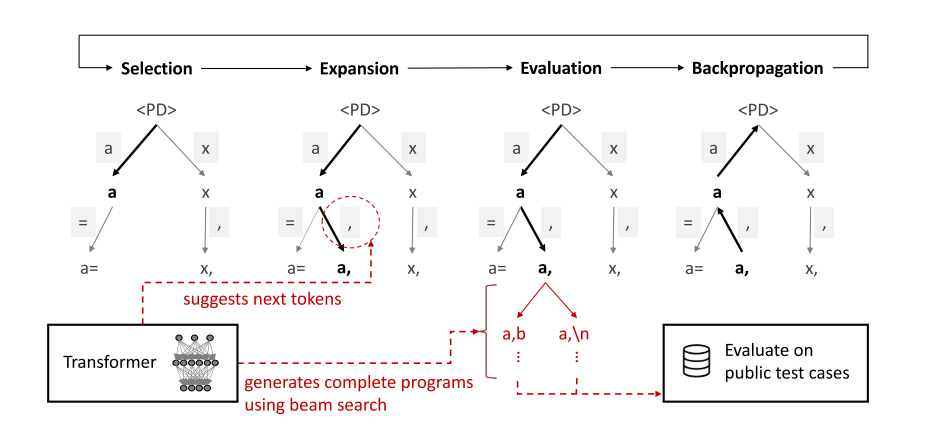 Selection Expansion Evaluation Backpropagation
<PD> <PD> <PD> <PD>
a x a x a x a x
a x a x a x a x
= , = , , = , , = , ,
a= x, a= a, x, a= a, x, a= a, x,
suggests next tokens
Transformer
generates complete programs
using beam search
a,b a,\n
Evaluate on
public test cases